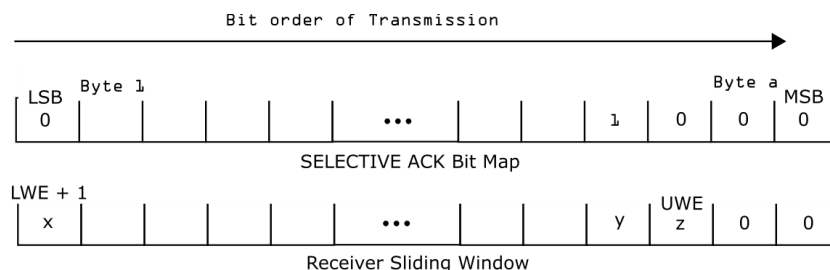 Bit order of Transmission
LSB Byte 1 Byte a MSB
0 ... 1 0 0 0
SELECTIVE ACK Bit Map
LWE + 1 UWE
x ... y z 0 0
Receiver Sliding Window